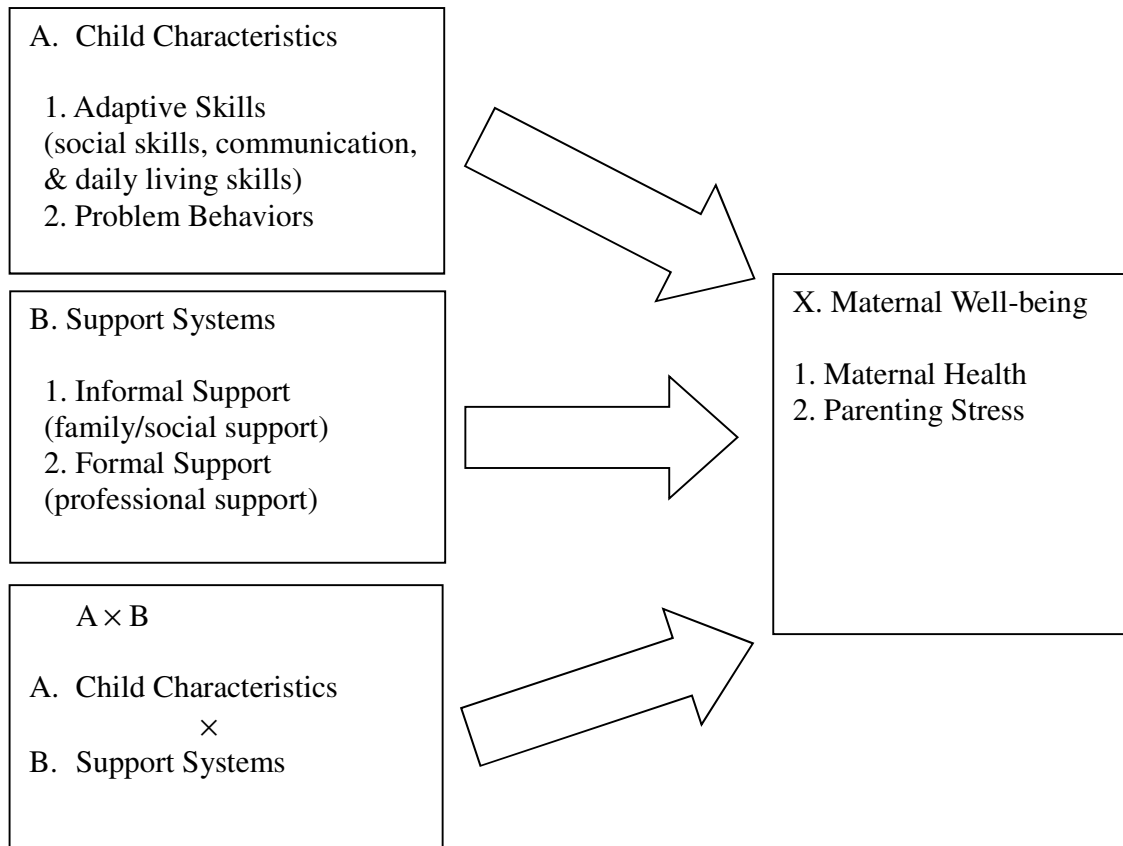 A. Child Characteristics
1. Adaptive Skills
(social skills, communication,
& daily living skills)
2. Problem Behaviors
B. Support Systems
1. Informal Support
(family/social support)
2. Formal Support
(professional support)
A × B
A. Child Characteristics
×
B. Support Systems
X. Maternal Well-being
1. Maternal Health
2. Parenting Stress